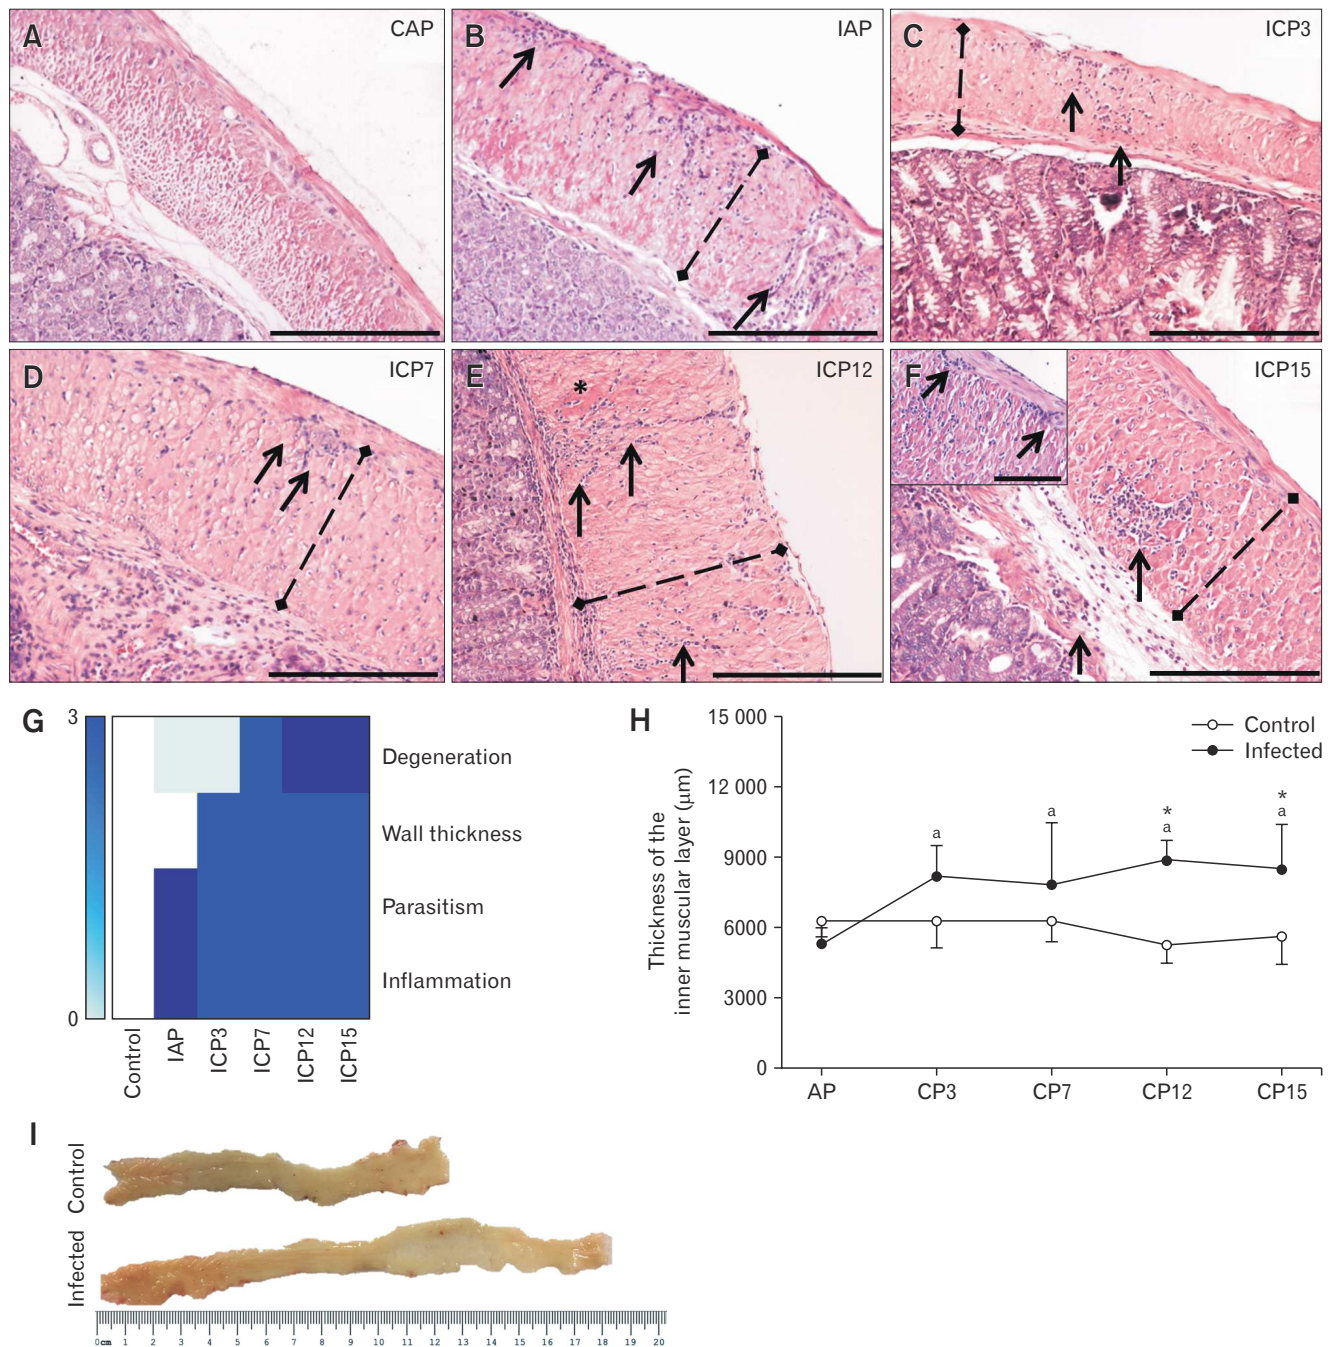 A CAP
B IAP
C ICP3
D ICP7
E ICP12
*
F ICP15
G
3
0
Degeneration
Wall thickness
Parasitism
Inflammation
Control
IAP
ICP3
ICP7
ICP12
ICP15
H
Thickness of the
inner muscular layer (μm)
15 000
12 000
9000
6000
3000
0
Control
Infected
a
a
*
a
*
a
AP CP3 CP7 CP12 CP15
I
Control
Infected
0cm 1 2 3 4 5 6 7 8 9 10 11 12 13 14 15 16 17 18 19 20